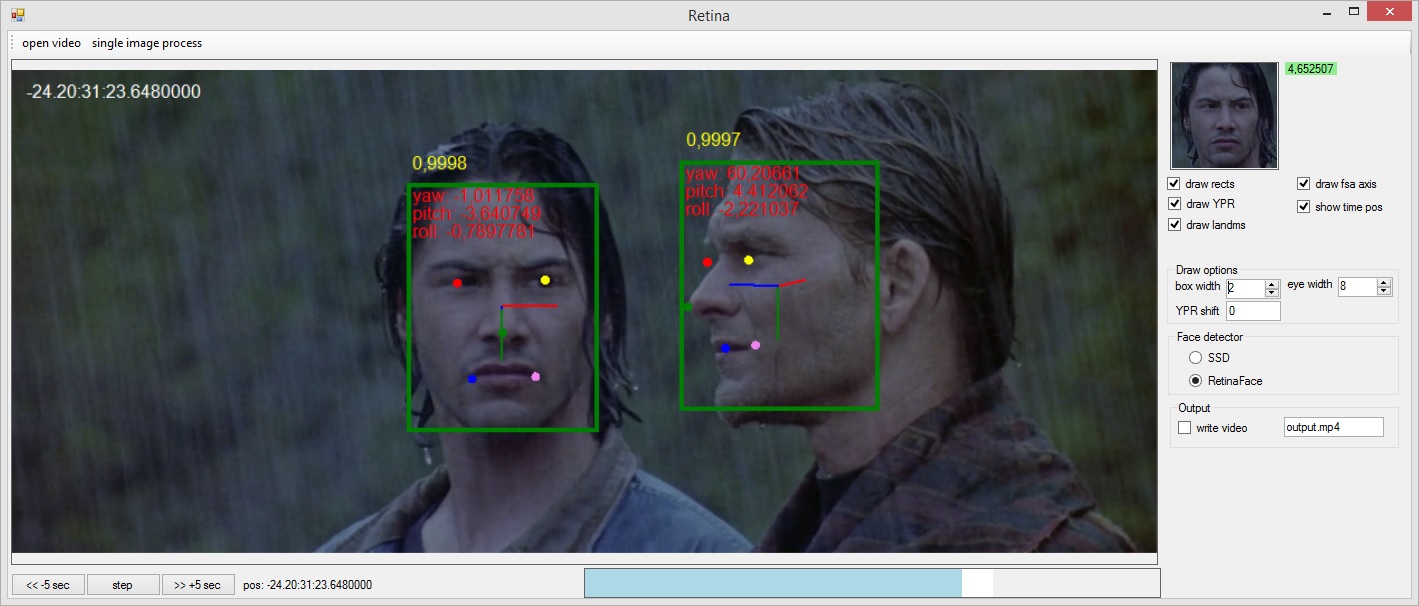 Retina
open video single image process
-24.20:31:23.6480000
0,9998
yaw: -1,011758
pitch: -3,640749
roll: -0,7897781
0,9997
yaw: 60,20661
pitch: 4,412062
roll: -2,221037
4,652507
draw rects
draw fsa axis
draw YPR
show time pos
draw landms
Draw options
box width 2 eye width 8
YPR shift 0
Face detector
SSD
RetinaFace
Output
write video output.mp4
<< -5 sec step >> +5 sec pos: -24.20:31:23.6480000